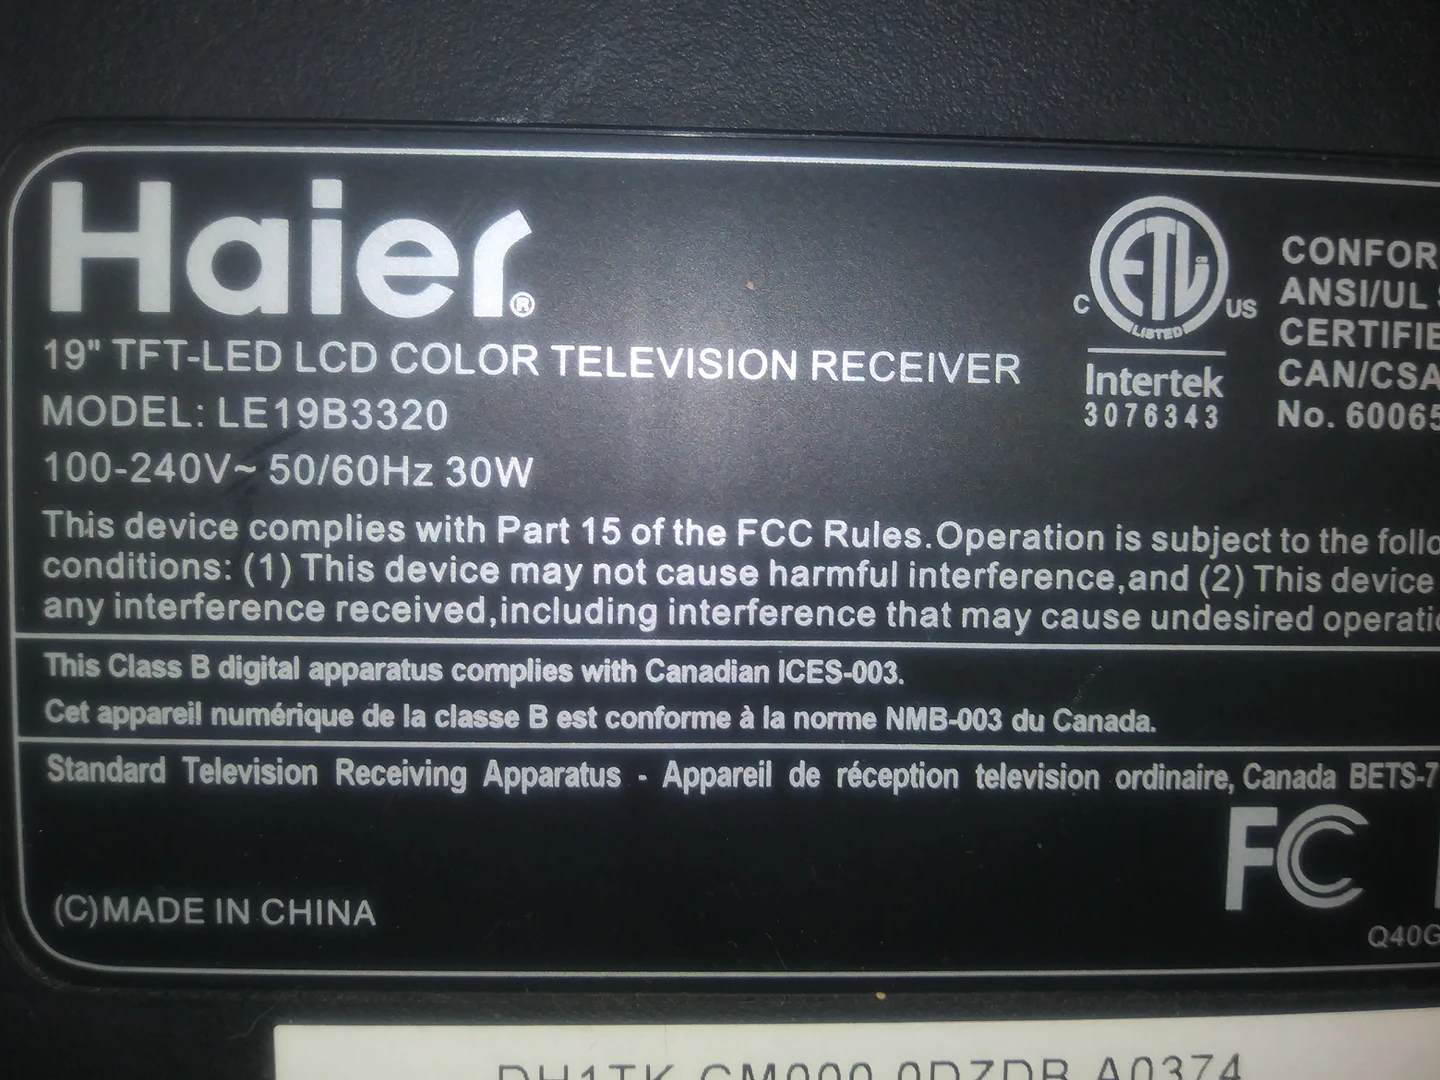 Haier®
19" TFT-LED LCD COLOR TELEVISION RECEIVER
MODEL: LE19B3320
100-240V~ 50/60Hz 30W
C ETL CM US
LISTED
Intertek
3076343
CONFOR
ANSI/UL
CERTIFIE
CAN/CSA
No. 60065
This device complies with Part 15 of the FCC Rules.Operation is subject to the follo
conditions: (1) This device may not cause harmful interference,and (2) This device
any interference received,including interference that may cause undesired operati
This Class B digital apparatus complies with Canadian ICES-003.
Cet appareil numérique de la classe B est conforme à la norme NMB-003 du Canada.
Standard Television Receiving Apparatus - Appareil de réception television ordinaire, Canada BETS-7
FC
(C)MADE IN CHINA
Q40G
A0374